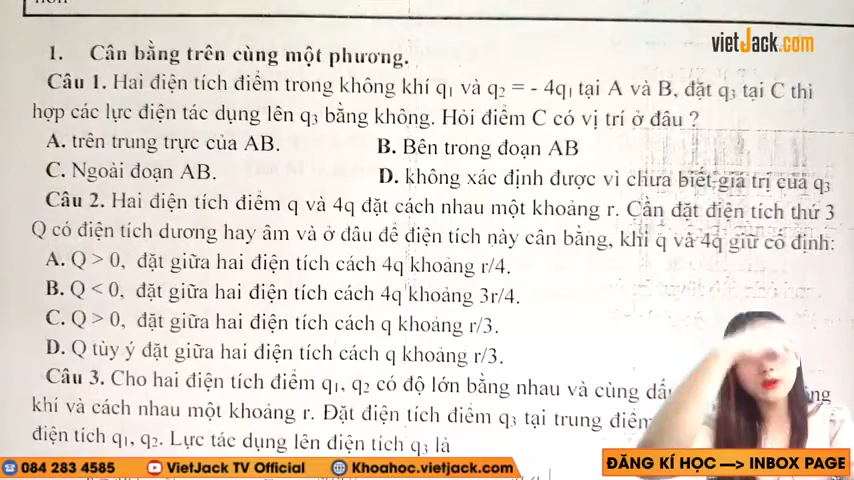 vietJack.com
1. Cân bằng trên cùng một phương.
Câu 1. Hai điện tích điểm trong không khí q₁ và q₂ = - 4q₁ tại A và B, đặt q₃ tại C thì
hợp các lực điện tác dụng lên q₃ bằng không. Hỏi điểm C có vị trí ở đâu ?
A. trên trung trực của AB. B. Bên trong đoạn AB
C. Ngoài đoạn AB. D. không xác định được vì chưa biết giá trị của q₃
Câu 2. Hai điện tích điểm q và 4q đặt cách nhau một khoảng r. Cần đặt điện tích thứ 3
Q có điện tích dương hay âm và ở đâu để điện tích này cân bằng, khi q và 4q giữ cố định:
A. Q > 0, đặt giữa hai điện tích cách 4q khoảng r/4.
B. Q < 0, đặt giữa hai điện tích cách 4q khoảng 3r/4.
C. Q > 0, đặt giữa hai điện tích cách q khoảng r/3.
D. Q tùy ý đặt giữa hai điện tích cách q khoảng r/3.
Câu 3. Cho hai điện tích điểm q₁, q₂ có độ lớn bằng nhau và cùng
khí và cách nhau một khoảng r. Đặt điện tích điểm q₃ tại trung
điện tích q₁, q₂. Lực tác dụng lên điện tích q₃ là
084 283 4585 VietJack TV Official Khoahoc.vietjack.com
ĐĂNG KÍ HỌC —> INBOX PAGE